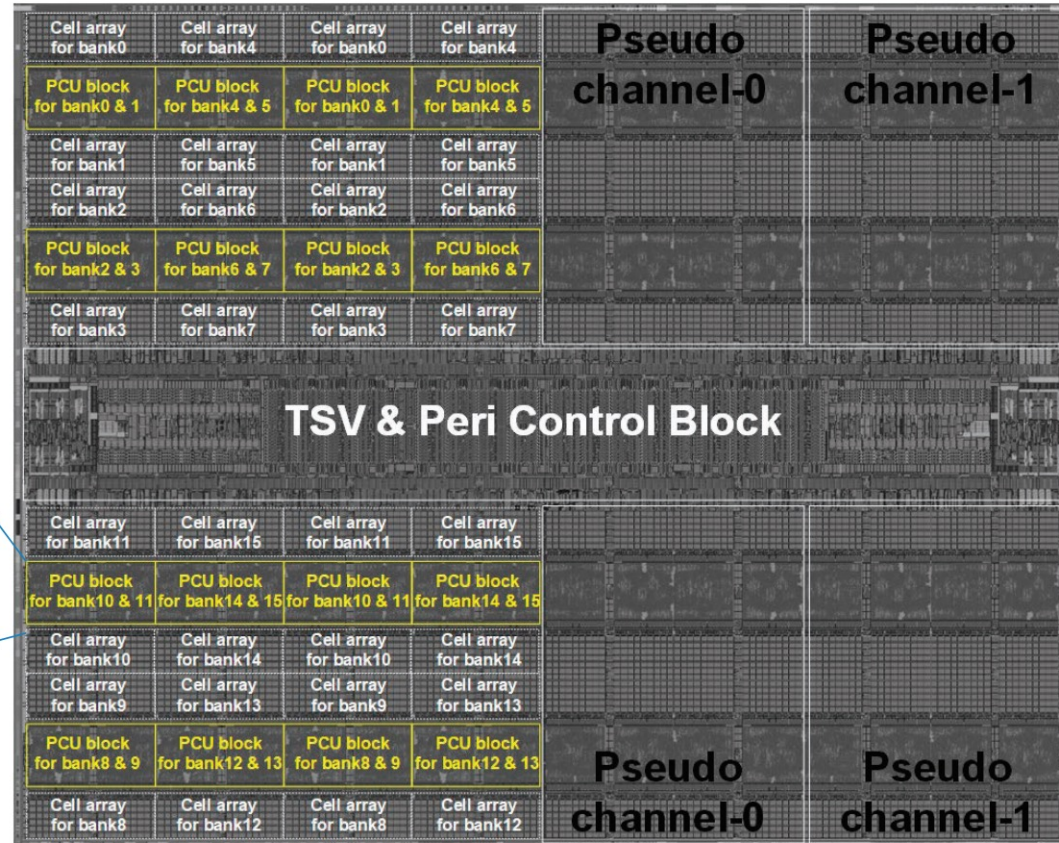 Cell array Cell array Cell array Cell array
for bank0 for bank4 for bank0 for bank4
Pseudo Pseudo
channel-0 channel-1
PCU block PCU block PCU block PCU block
for bank0 & 1 for bank4 & 5 for bank0 & 1 for bank4 & 5
Cell array Cell array Cell array Cell array
for bank1 for bank5 for bank1 for bank5
Cell array Cell array Cell array Cell array
for bank2 for bank6 for bank2 for bank6
PCU block PCU block PCU block PCU block
for bank2 & 3 for bank6 & 7 for bank2 & 3 for bank6 & 7
Cell array Cell array Cell array Cell array
for bank3 for bank7 for bank3 for bank7
TSV & Peri Control Block
Cell array Cell array Cell array Cell array
for bank11 for bank15 for bank11 for bank15
PCU block PCU block PCU block PCU block
for bank10 & 11 for bank14 & 15 for bank10 & 11 for bank14 & 15
Cell array Cell array Cell array Cell array
for bank10 for bank14 for bank10 for bank14
Cell array Cell array Cell array Cell array
for bank9 for bank13 for bank9 for bank13
PCU block PCU block PCU block PCU block
for bank8 & 9 for bank12 & 13 for bank8 & 9 for bank12 & 13
Pseudo Pseudo
channel-0 channel-1
Cell array Cell array Cell array Cell array
for bank8 for bank12 for bank8 for bank12